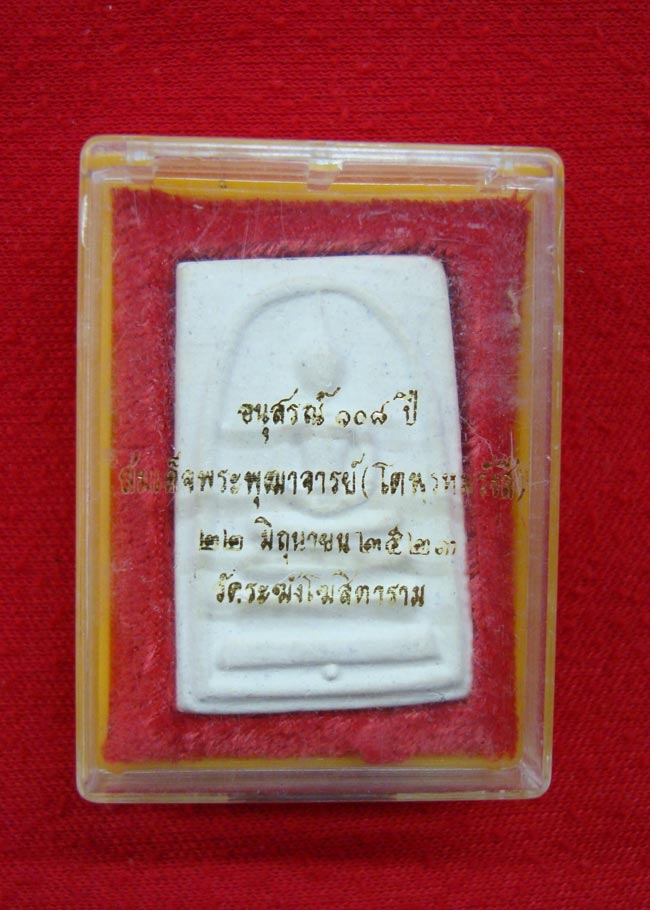 อนุสรณ์ ๑๐๘ ปี
สมเด็จพระพุฒาจารย์ (โต พรหมรังสี)
๒๒ มิถุนายน ๒๕๒๓
วัดระฆังโฆสิตาราม